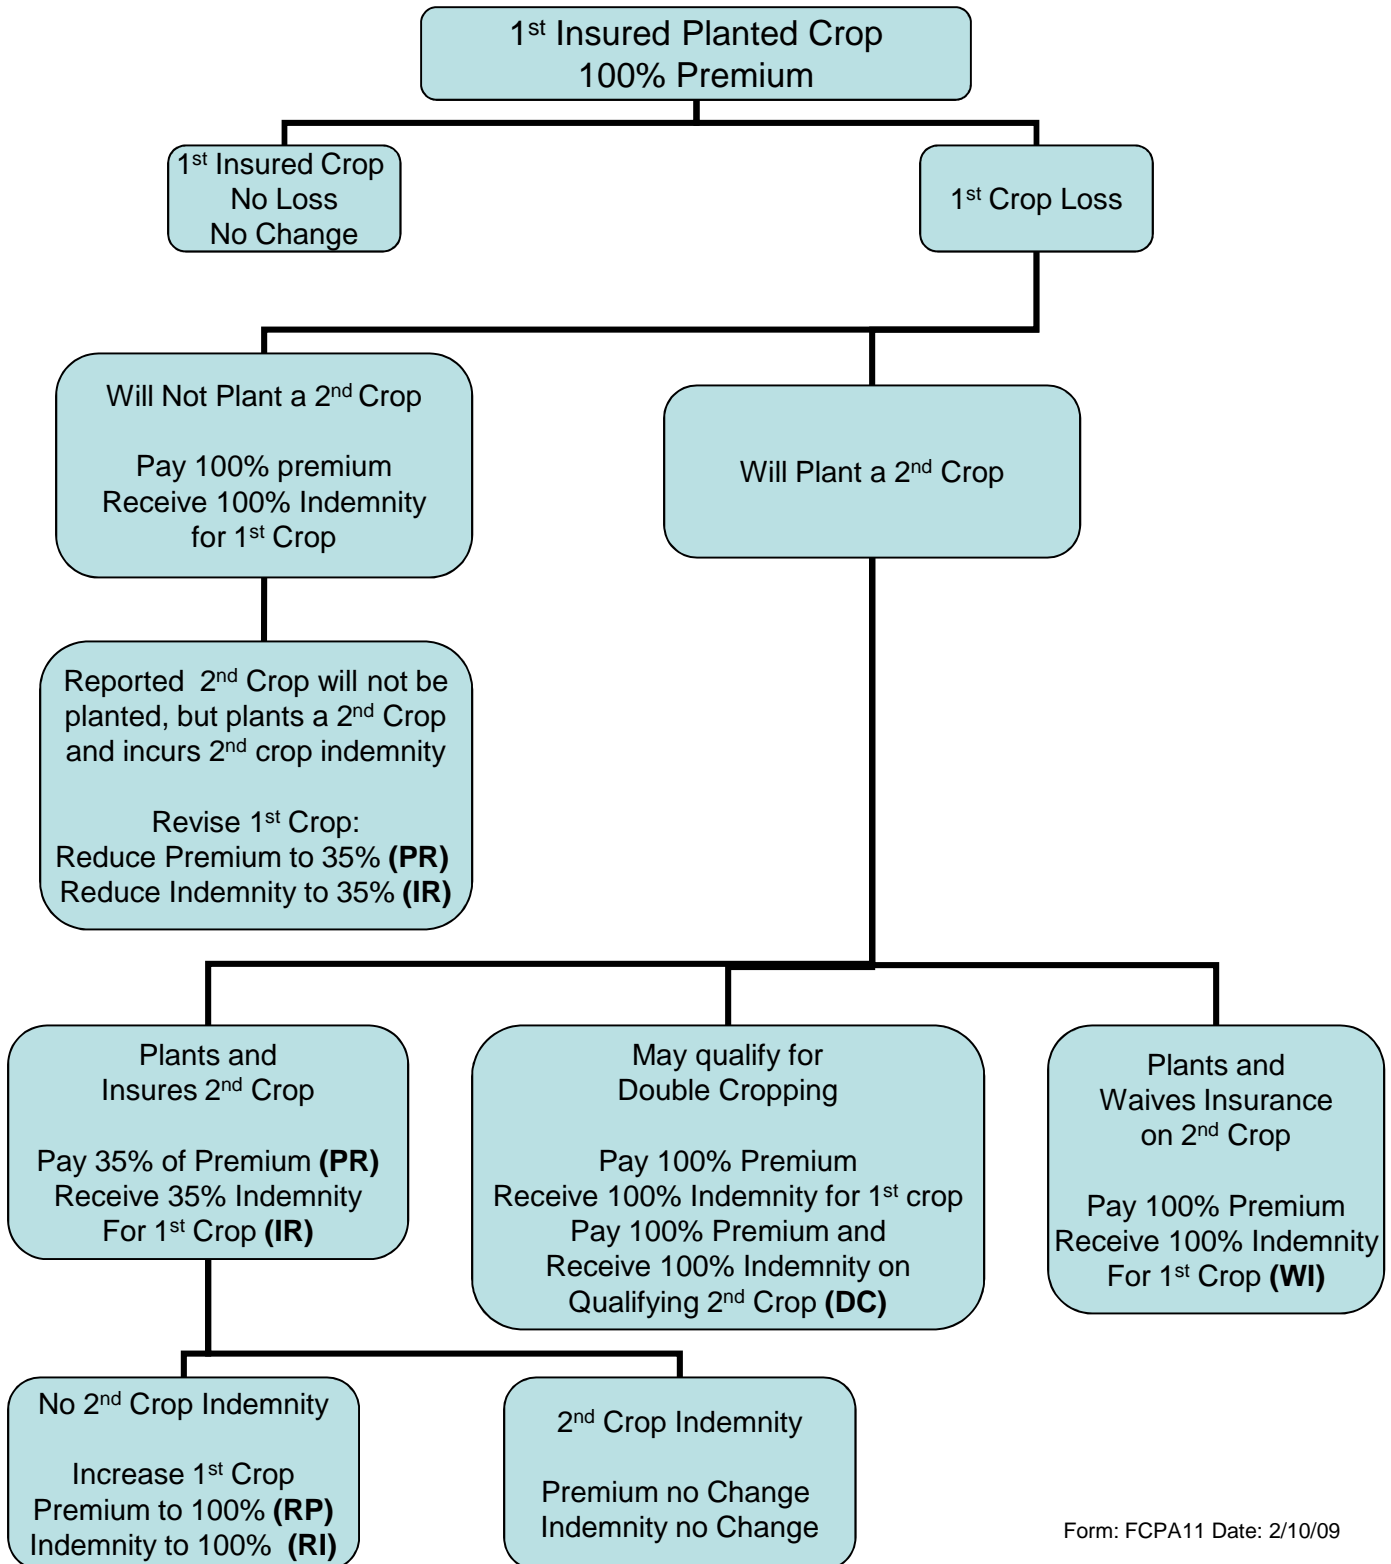 1st Insured Planted Crop
100% Premium
1st Insured Crop
No Loss
No Change
1st Crop Loss
Will Not Plant a 2nd Crop
Pay 100% premium
Receive 100% Indemnity
for 1st Crop
Will Plant a 2nd Crop
Reported 2nd Crop will not be
planted, but plants a 2nd Crop
and incurs 2nd crop indemnity
Revise 1st Crop:
Reduce Premium to 35% (PR)
Reduce Indemnity to 35% (IR)
Plants and
Insures 2nd Crop
Pay 35% of Premium (PR)
Receive 35% Indemnity
For 1st Crop (IR)
May qualify for
Double Cropping
Pay 100% Premium
Receive 100% Indemnity for 1st crop
Pay 100% Premium and
Receive 100% Indemnity on
Qualifying 2nd Crop (DC)
Plants and
Waives Insurance
on 2nd Crop
Pay 100% Premium
Receive 100% Indemnity
For 1st Crop (WI)
No 2nd Crop Indemnity
Increase 1st Crop
Premium to 100% (RP)
Indemnity to 100% (RI)
2nd Crop Indemnity
Premium no Change
Indemnity no Change
Form: FCPA11 Date: 2/10/09